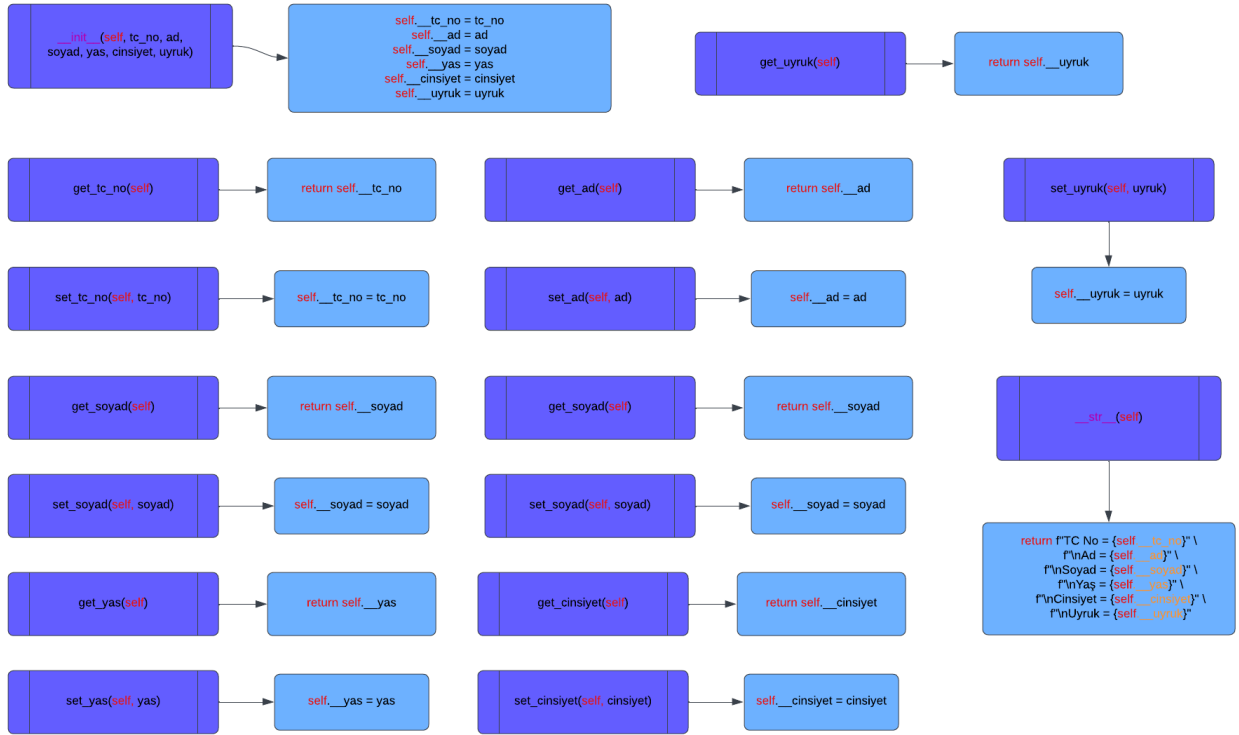 __init__(self, tc_no, ad,
soyad, yas, cinsiyet, uyruk)
self.__tc_no = tc_no
self.__ad = ad
self.__soyad = soyad
self.__yas = yas
self.__cinsiyet = cinsiyet
self.__uyruk = uyruk
get_uyruk(self)
return self.__uyruk
get_tc_no(self)
return self.__tc_no
get_ad(self)
return self.__ad
set_uyruk(self, uyruk)
set_tc_no(self, tc_no)
self.__tc_no = tc_no
set_ad(self, ad)
self.__ad = ad
self.__uyruk = uyruk
get_soyad(self)
return self.__soyad
get_soyad(self)
return self.__soyad
__str__(self)
set_soyad(self, soyad)
self.__soyad = soyad
set_soyad(self, soyad)
self.__soyad = soyad
return f"TC No = {self.__tc_no}" \
f"\nAd = {self.__ad}" \
f"\nSoyad = {self.__soyad}" \
f"\nYaş = {self.__yas}" \
f"\nCinsiyet = {self.__cinsiyet}" \
f"\nUyruk = {self.__uyruk}"
get_yas(self)
return self.__yas
get_cinsiyet(self)
return self.__cinsiyet
set_yas(self, yas)
self.__yas = yas
set_cinsiyet(self, cinsiyet)
self.__cinsiyet = cinsiyet